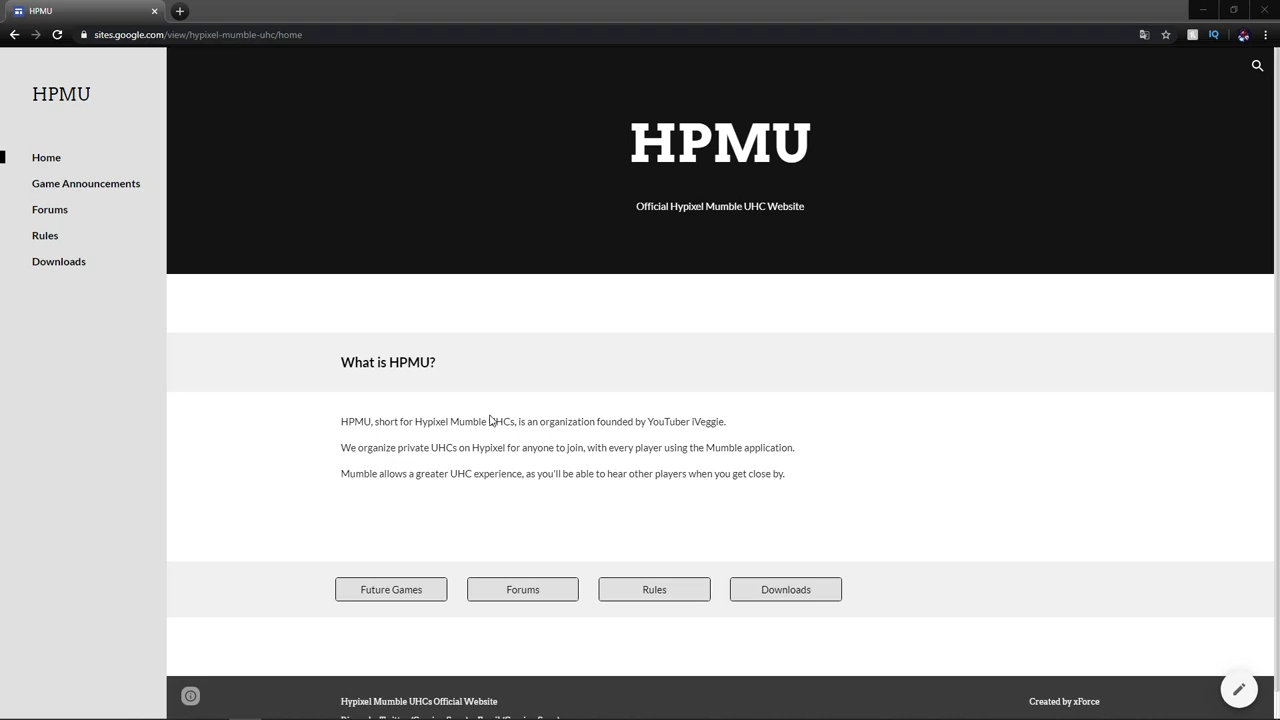 HPMU
sites.google.com/view/hypixel-mumble-uhc/home
HPMU
Home
Game Announcements
Forums
Rules
Downloads
HPMU
Official Hypixel Mumble UHC Website
What is HPMU?
HPMU, short for Hypixel Mumble UHCs, is an organization founded by YouTuber iVeggie.
We organize private UHCs on Hypixel for anyone to join, with every player using the Mumble application.
Mumble allows a greater UHC experience, as you'll be able to hear other players when you get close by.
Future Games
Forums
Rules
Downloads
Hypixel Mumble UHCs Official Website
Created by xForce